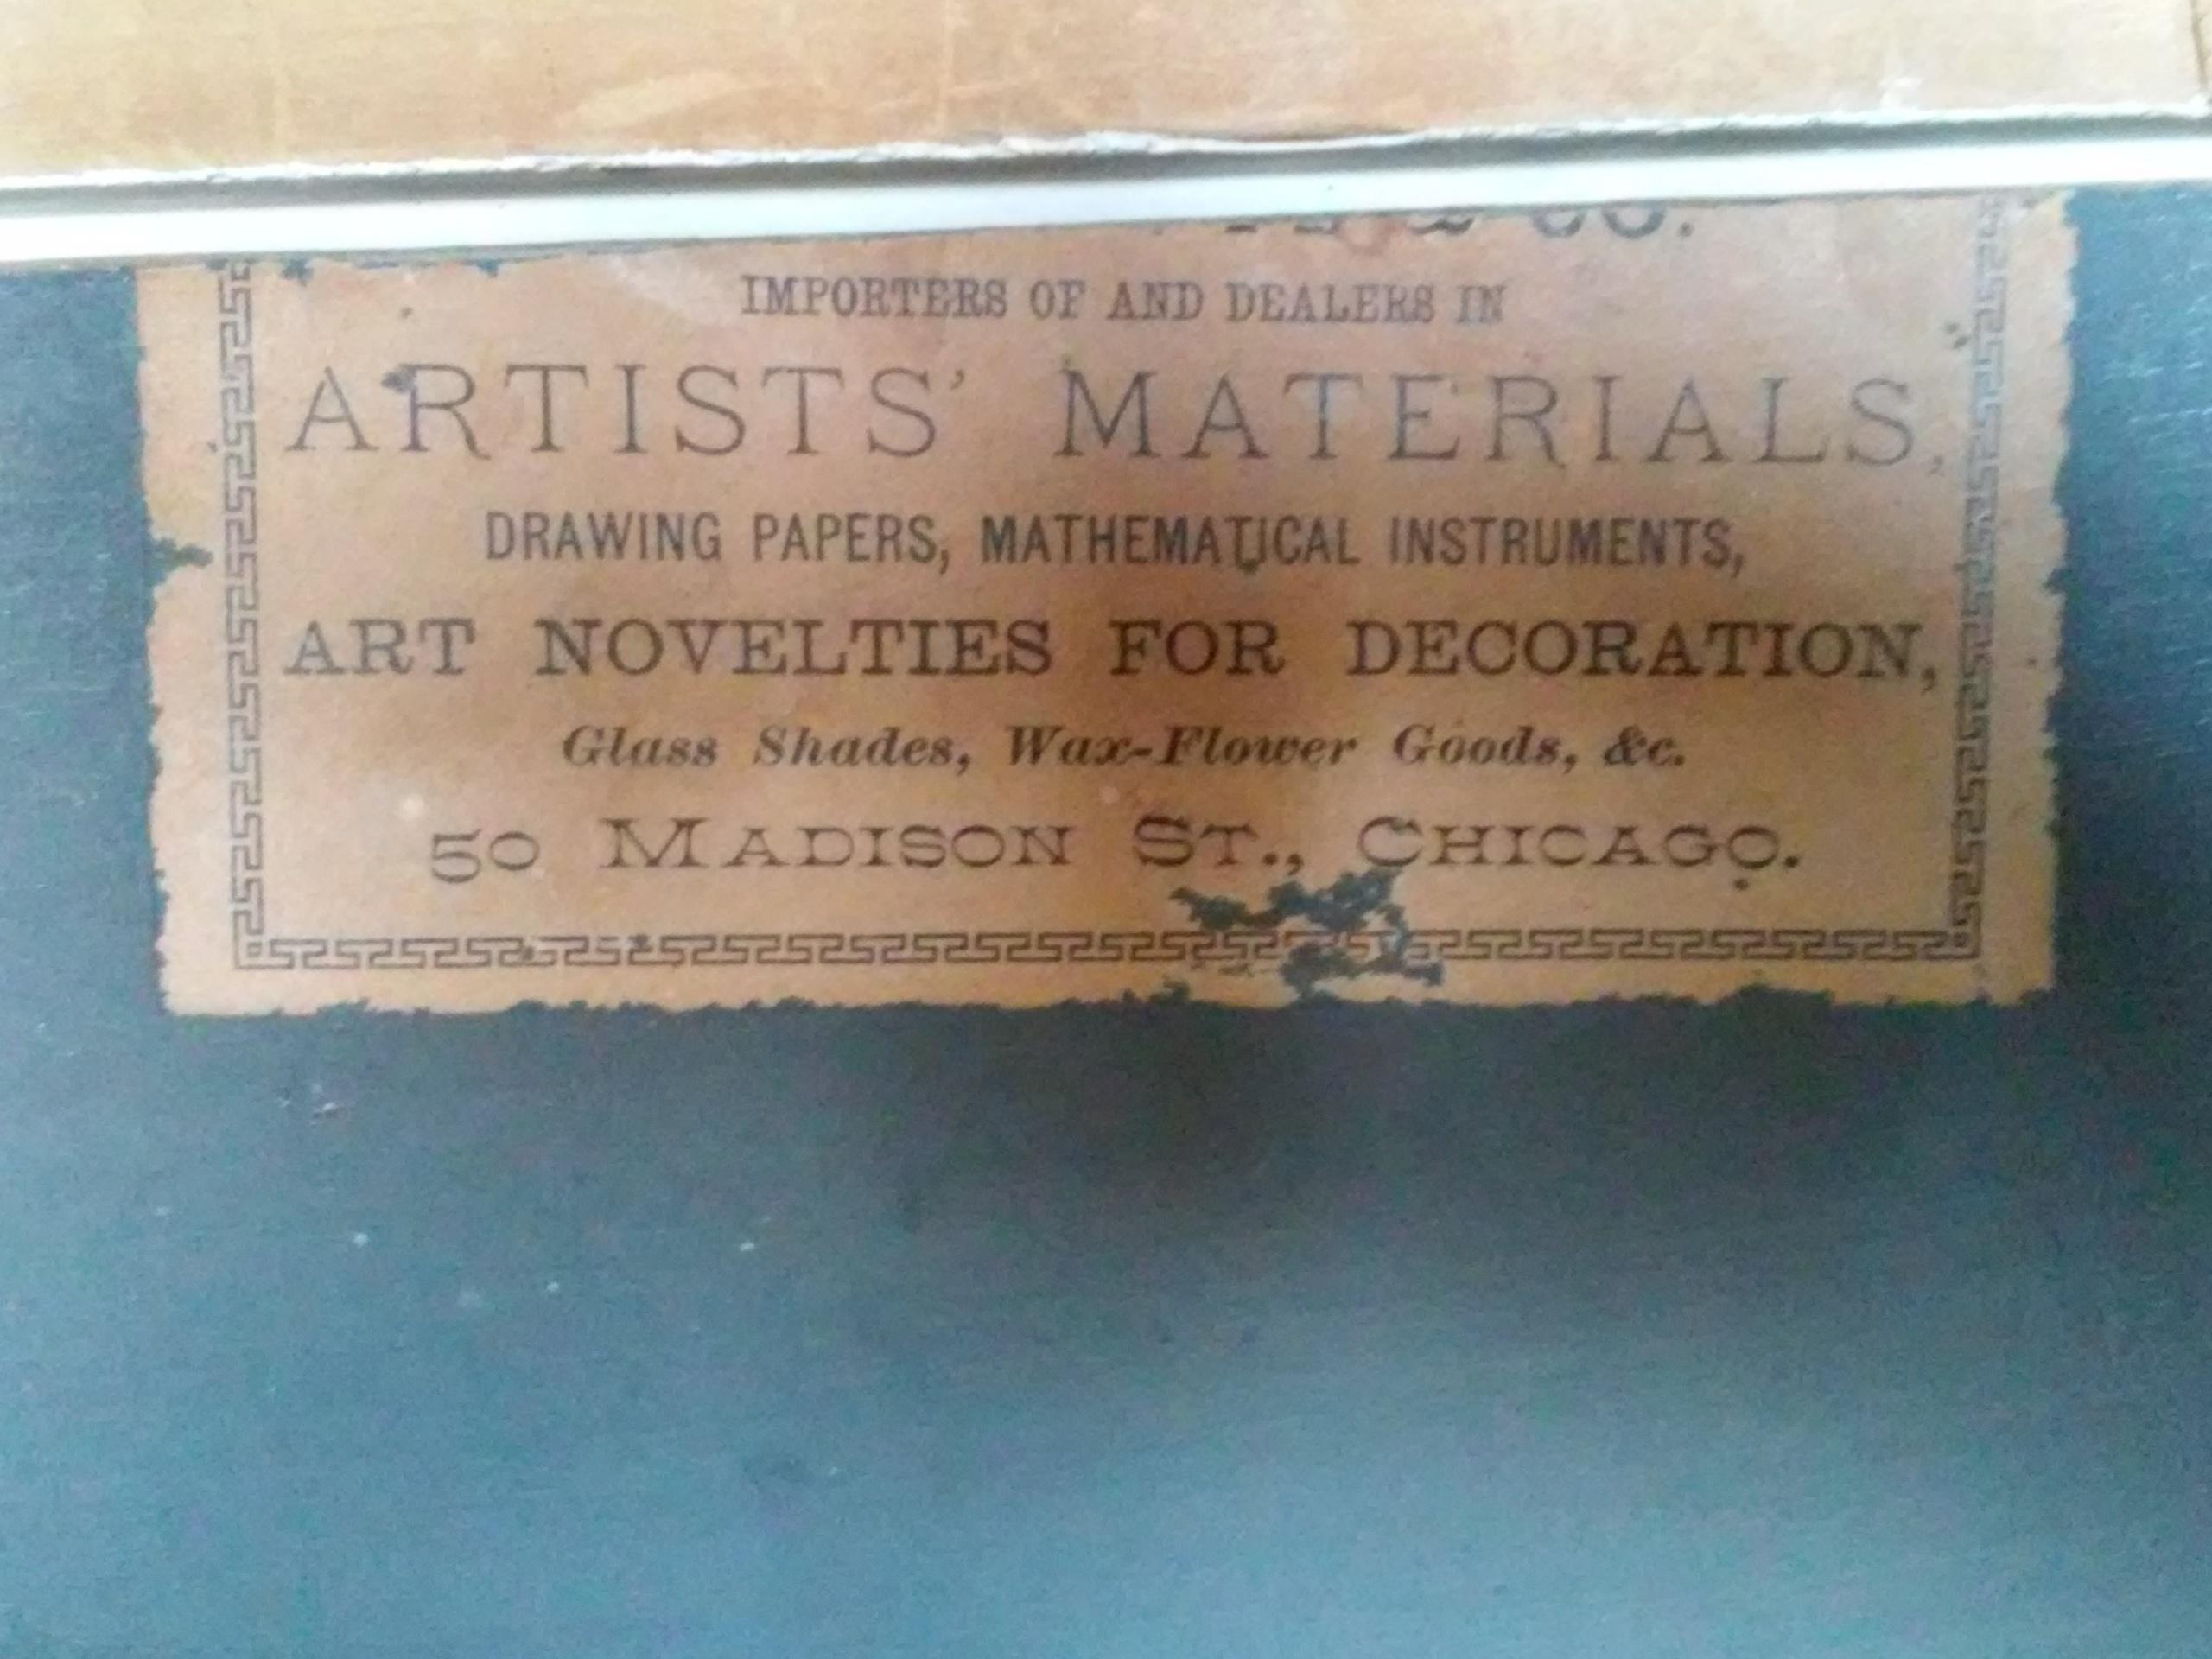 & CO.
IMPORTERS OF AND DEALERS IN
ARTISTS' MATERIALS,
DRAWING PAPERS, MATHEMATICAL INSTRUMENTS,
ART NOVELTIES FOR DECORATION,
Glass Shades, Wax-Flower Goods, &c.
50 MADISON ST., CHICAGO.